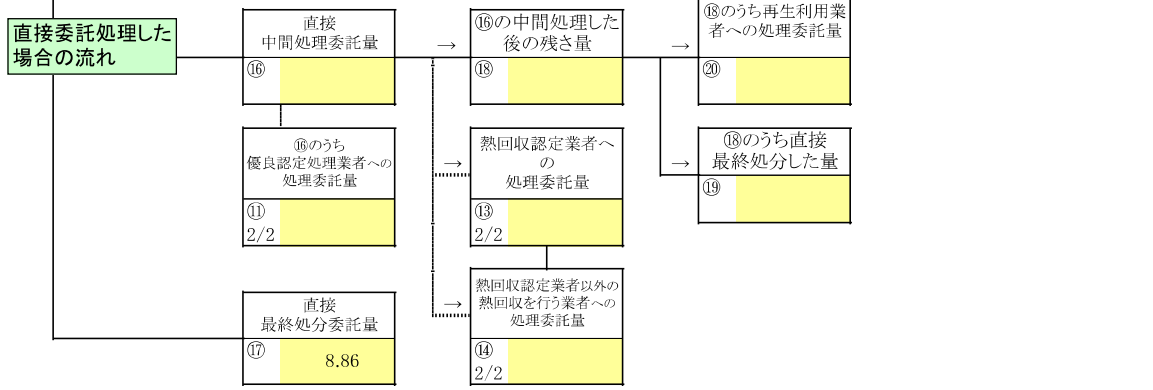 直接委託処理した
場合の流れ
直接
中間処理委託量
⑯
→
⑯の中間処理した
後の残さ量
⑱
→
⑱のうち再生利用業
者への処理委託量
⑳
⑯のうち
優良認定処理業者への
処理委託量
⑪
2/2
→
熱回収認定業者へ
の
処理委託量
⑬
2/2
→
⑱のうち直接
最終処分した量
⑲
→
熱回収認定業者以外の
熱回収を行う業者への
処理委託量
⑭
2/2
直接
最終処分委託量
⑰
8.86